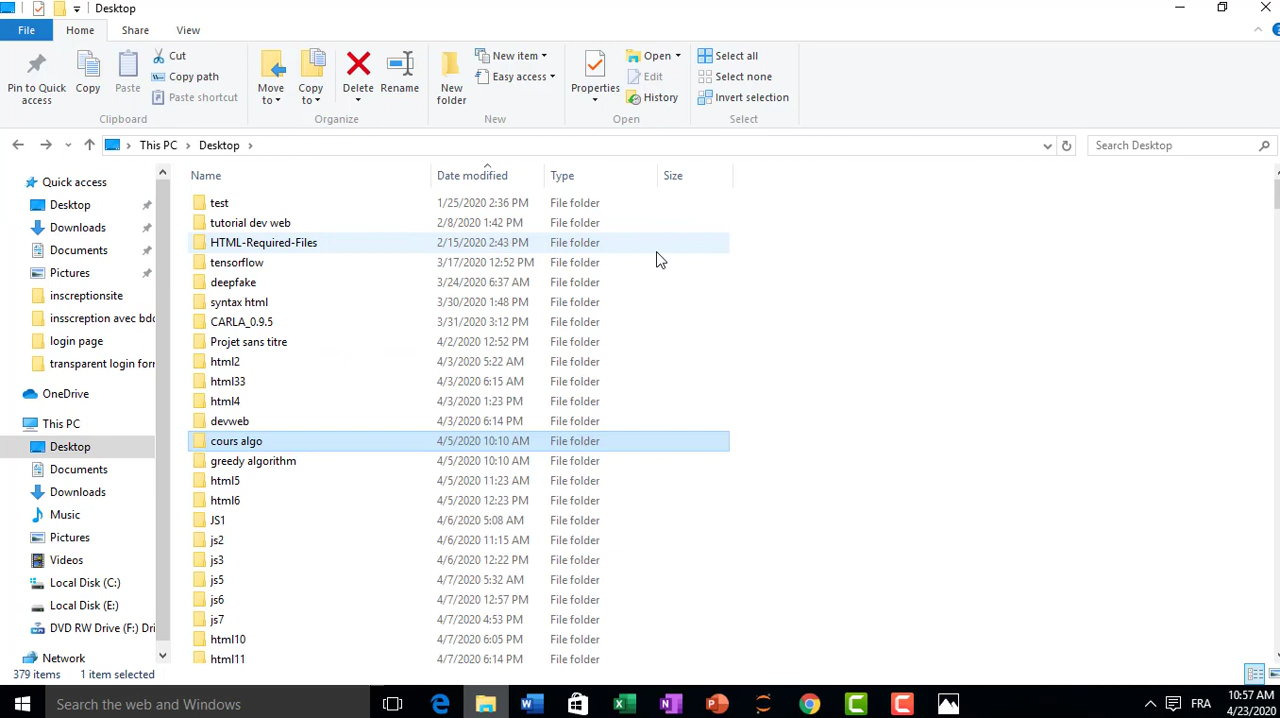 Desktop
File Home Share View
Pin to Quick access
Copy
Paste
Cut
Copy path
Paste shortcut
Clipboard
Move to
Copy to
Delete
Rename
Organize
New folder
New item
Easy access
New
Properties
Open
Edit
History
Open
Select all
Select none
Invert selection
Select
This PC Desktop
Search Desktop
Quick access
Desktop
Downloads
Documents
Pictures
inscreptionsite
insscreption avec bdd
login page
transparent login for
OneDrive
This PC
Desktop
Documents
Downloads
Music
Pictures
Videos
Local Disk (C:)
Local Disk (E:)
DVD RW Drive (F:) Dri
Network
Name Date modified Type Size
test 1/25/2020 2:36 PM File folder
tutorial dev web 2/8/2020 1:42 PM File folder
HTML-Required-Files 2/15/2020 2:43 PM File folder
tensorflow 3/17/2020 12:52 PM File folder
deepfake 3/24/2020 6:37 AM File folder
syntax html 3/30/2020 1:48 PM File folder
CARLA_0.9.5 3/31/2020 3:12 PM File folder
Projet sans titre 4/2/2020 12:52 PM File folder
html2 4/3/2020 5:22 AM File folder
html33 4/3/2020 6:15 AM File folder
html4 4/3/2020 1:23 PM File folder
devweb 4/3/2020 6:14 PM File folder
cours algo 4/5/2020 10:10 AM File folder
greedy algorithm 4/5/2020 10:10 AM File folder
html5 4/5/2020 11:23 AM File folder
html6 4/5/2020 12:23 PM File folder
JS1 4/6/2020 5:08 AM File folder
js2 4/6/2020 11:15 AM File folder
js3 4/6/2020 12:22 PM File folder
js5 4/7/2020 5:32 AM File folder
js6 4/7/2020 12:57 PM File folder
js7 4/7/2020 4:53 PM File folder
html10 4/7/2020 6:05 PM File folder
html11 4/7/2020 6:14 PM File folder
379 items 1 item selected
Search the web and Windows
FRA
10:57 AM
4/23/2020